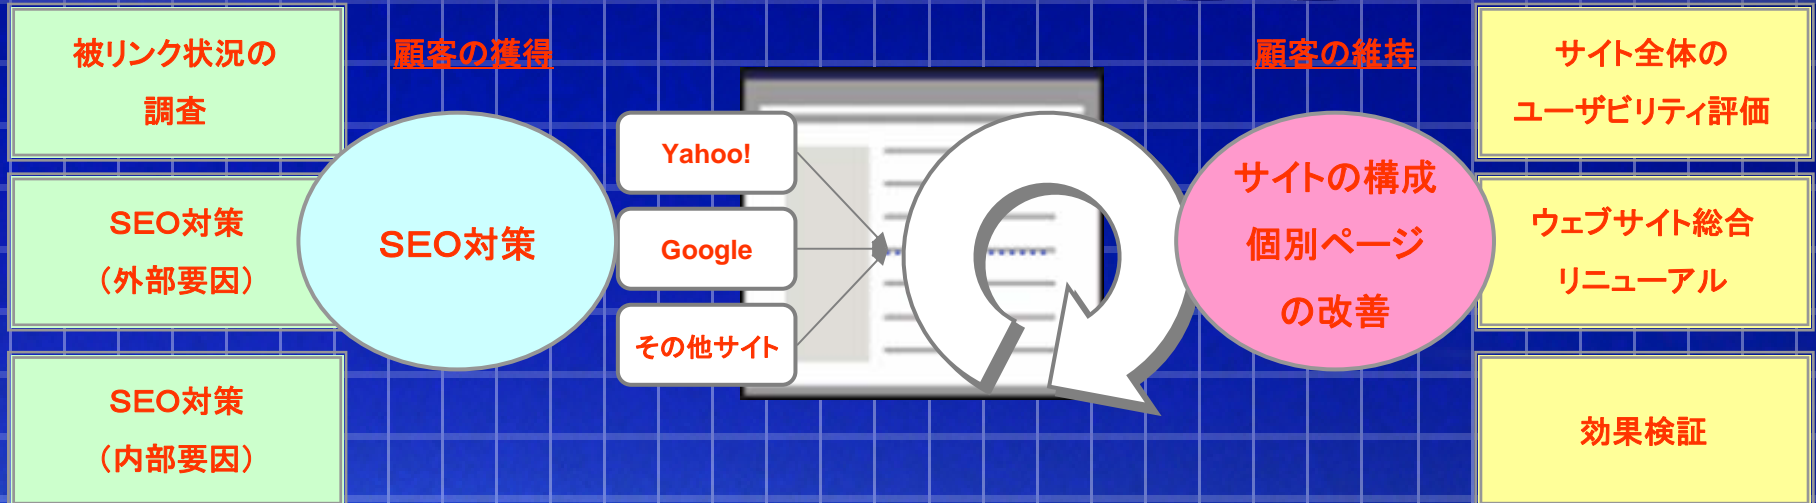 被リンク状況の
調査
SEO対策
（外部要因）
SEO対策
（内部要因）
顧客の獲得
SEO対策
Yahoo!
Google
その他サイト
顧客の維持
サイトの構成
個別ページ
の改善
サイト全体の
ユーザビリティ評価
ウェブサイト総合
リニューアル
効果検証